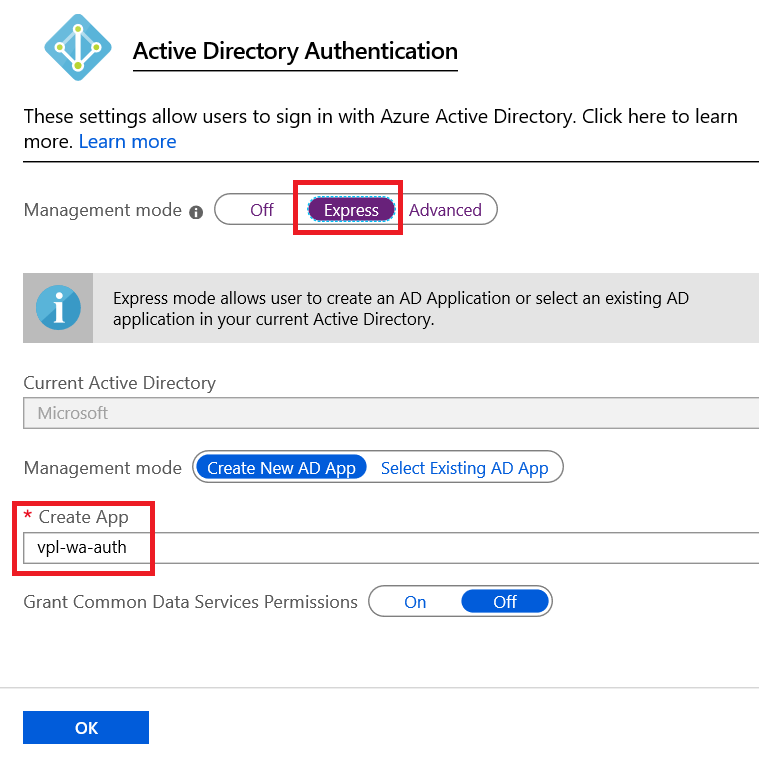 Active Directory Authentication
These settings allow users to sign in with Azure Active Directory. Click here to learn
more. Learn more
Management mode Off Express Advanced
Express mode allows user to create an AD Application or select an existing AD
application in your current Active Directory.
Current Active Directory
Microsoft
Management mode Create New AD App Select Existing AD App
* Create App
vpl-wa-auth
Grant Common Data Services Permissions On Off
OK